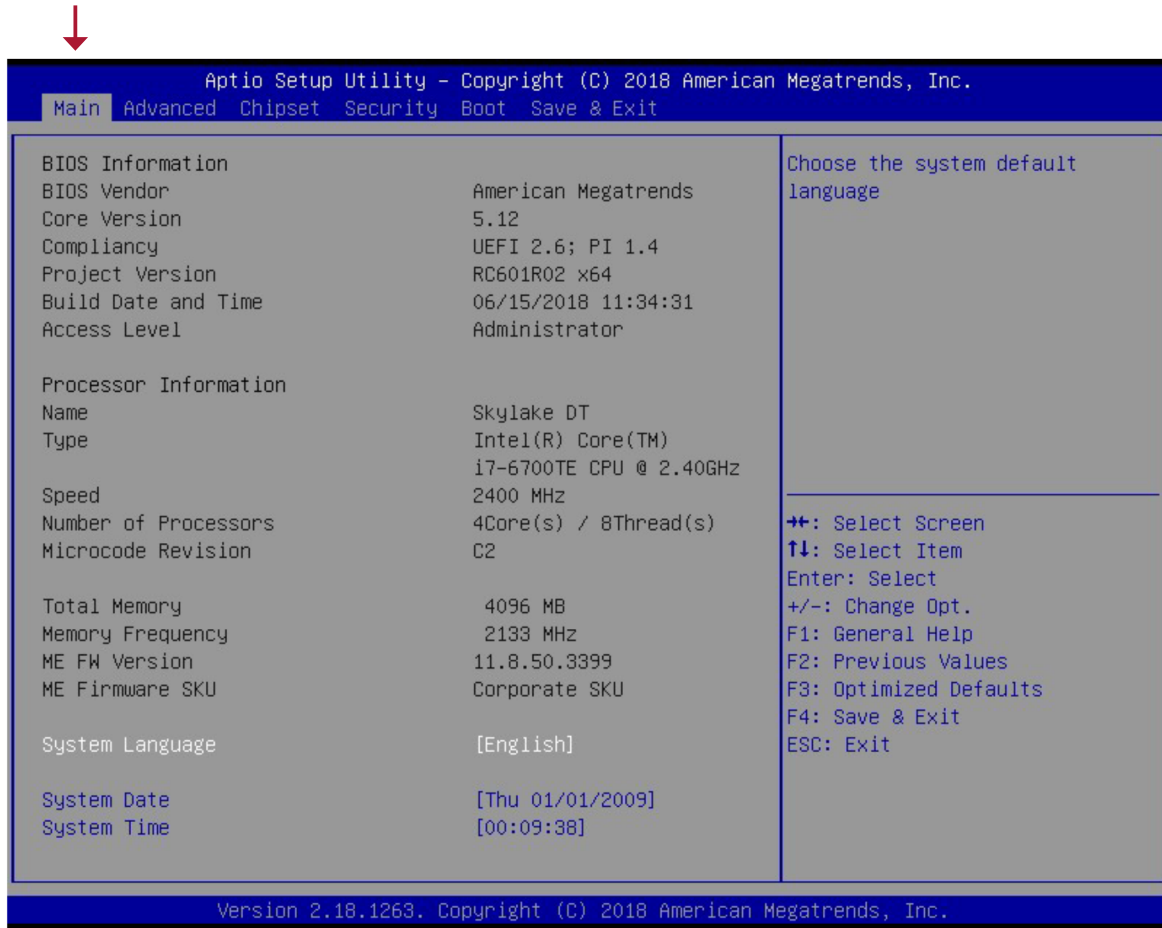 Aptio Setup Utility – Copyright (C) 2018 American Megatrends, Inc.
Main Advanced Chipset Security Boot Save & Exit
BIOS Information
BIOS Vendor American Megatrends
Core Version 5.12
Compliancy UEFI 2.6; PI 1.4
Project Version RC601R02 x64
Build Date and Time 06/15/2018 11:34:31
Access Level Administrator
Processor Information
Name Skylake DT
Type Intel(R) Core(TM)
i7-6700TE CPU @ 2.40GHz
Speed 2400 MHz
Number of Processors 4Core(s) / 8Thread(s)
Microcode Revision C2
Total Memory 4096 MB
Memory Frequency 2133 MHz
ME FW Version 11.8.50.3399
ME Firmware SKU Corporate SKU
System Language [English]
System Date [Thu 01/01/2009]
System Time [00:09:38]
Choose the system default
language
→←: Select Screen
↑↓: Select Item
Enter: Select
+/-: Change Opt.
F1: General Help
F2: Previous Values
F3: Optimized Defaults
F4: Save & Exit
ESC: Exit
Version 2.18.1263. Copyright (C) 2018 American Megatrends, Inc.